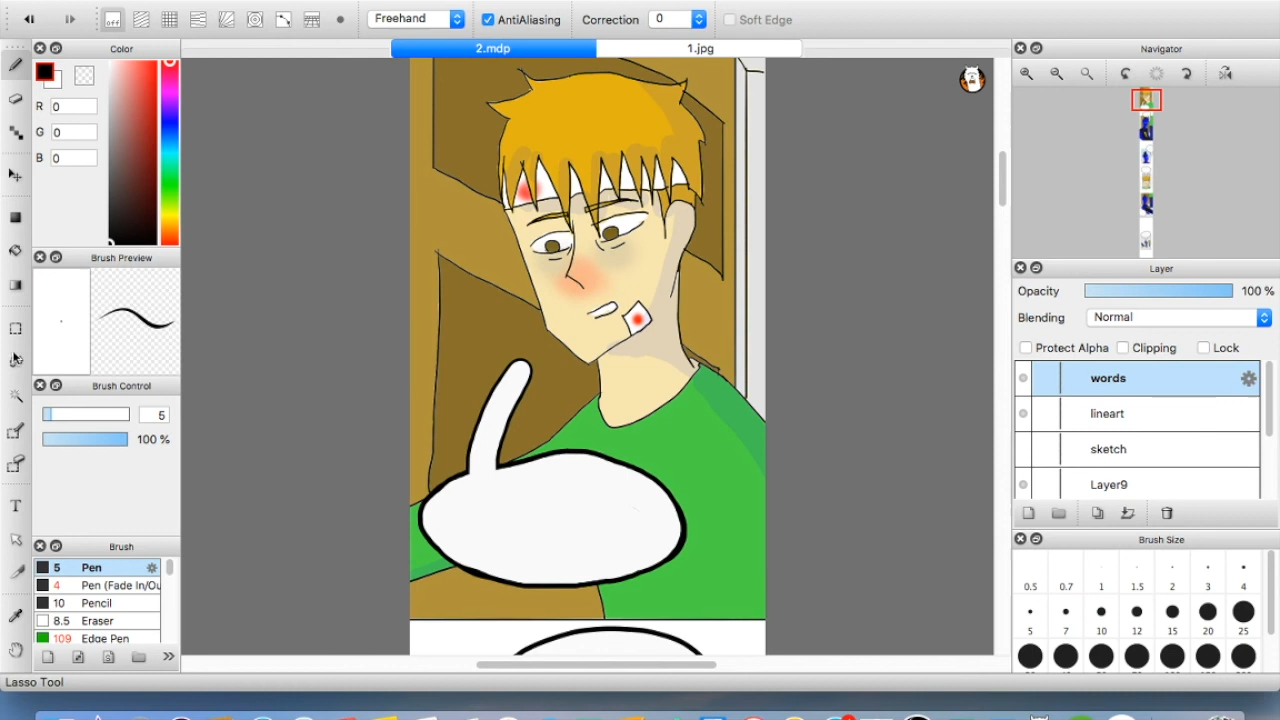 off
Freehand
AntiAliasing
Correction
0
Soft Edge
2.mdp
1.jpg
Color
R 0
G 0
B 0
Brush Preview
Brush Control
5
100 %
Brush
5 Pen
4 Pen (Fade In/Ou
10 Pencil
8.5 Eraser
109 Edge Pen
T
Lasso Tool
Navigator
Layer
Opacity 100 %
Blending Normal
Protect Alpha Clipping Lock
words
lineart
sketch
Layer9
Brush Size
0.5 0.7 1 1.5 2 3 4
5 7 10 12 15 20 25